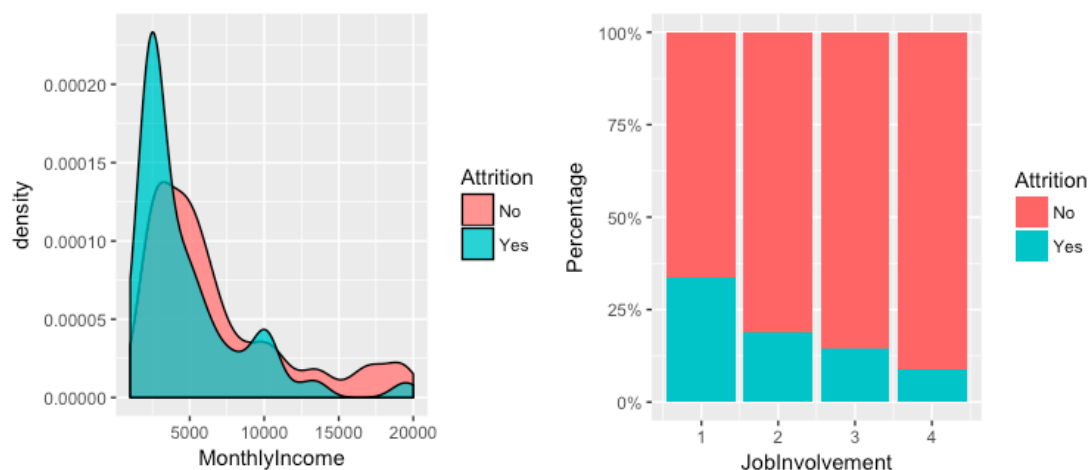 density
0.00020
0.00015
0.00010
0.00005
0.00000
5000 10000 15000 20000
MonthlyIncome
Attrition
No
Yes
Percentage
100%
75%
50%
25%
0%
1 2 3 4
JobInvolvement
Attrition
No
Yes